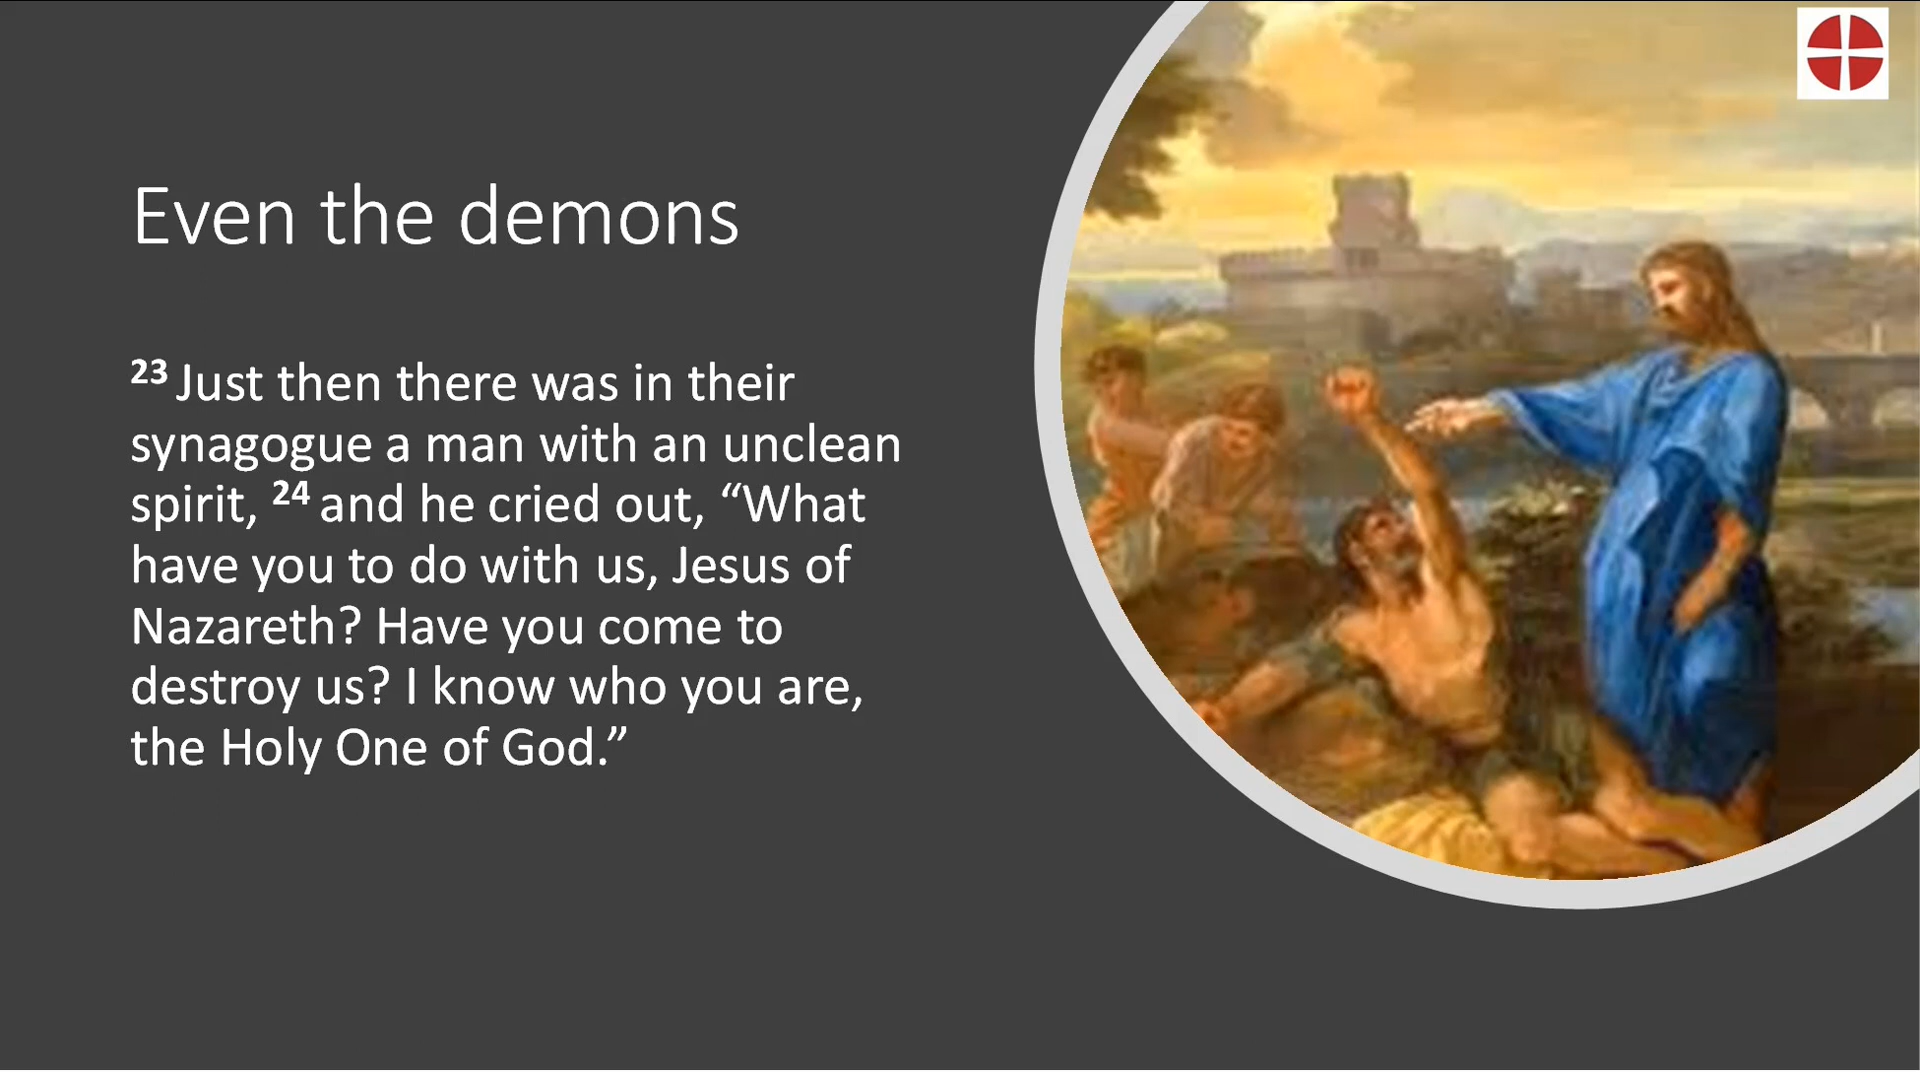 Even the demons
23 Just then there was in their
synagogue a man with an unclean
spirit, 24 and he cried out, “What
have you to do with us, Jesus of
Nazareth? Have you come to
destroy us? I know who you are,
the Holy One of God.”